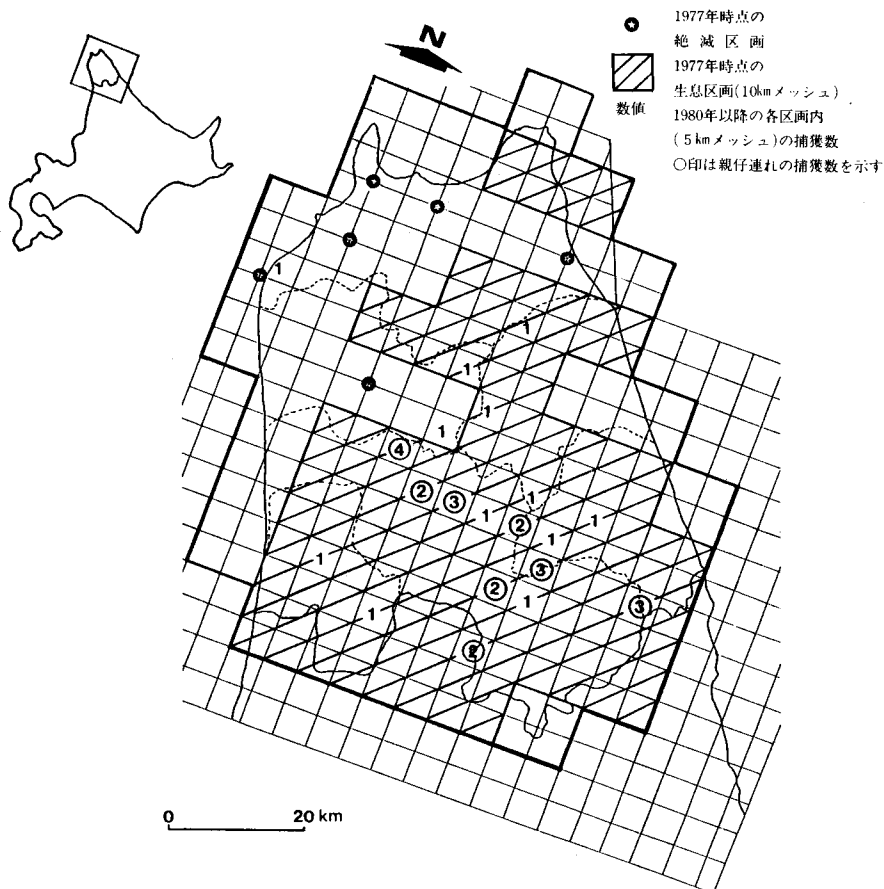 1977年時点の
絶滅区画
1977年時点の
生息区画(10kmメッシュ)
数値
1980年以降の各区画内
(5kmメッシュ)の捕獲数
○印は親仔連れの捕獲数を示す
N
1
1
1
1
1
④
②
③
1
1
②
1
1
1
③
②
1
③
1
②
0
20 km